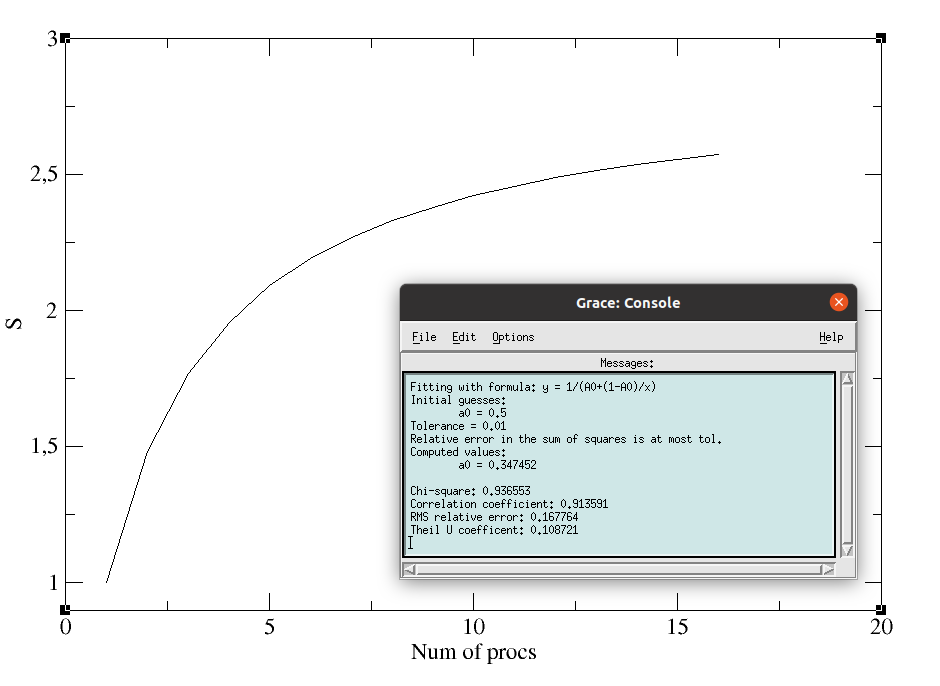 3
2,5
2
1,5
1
S
0 5 10 15 20
Num of procs
Grace: Console
File Edit Options Help
Messages:
Fitting with formula: y = 1/(A0+(1-A0)/x)
Initial guesses:
a0 = 0.5
Tolerance = 0.01
Relative error in the sum of squares is at most tol.
Computed values:
a0 = 0.347452
Chi-square: 0.936553
Correlation coefficient: 0.913591
RMS relative error: 0.167764
Theil U coefficent: 0.108721